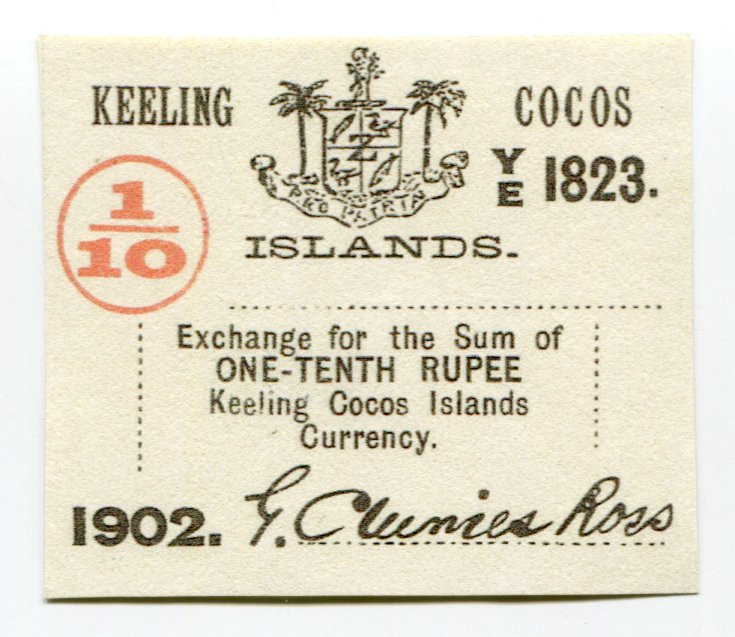 KEELING COCOS
YE 1823.
PRO PATRIA
ISLANDS.
1/10
Exchange for the Sum of
ONE-TENTH RUPEE
Keeling Cocos Islands
Currency.
1902. G. Clunies Ross